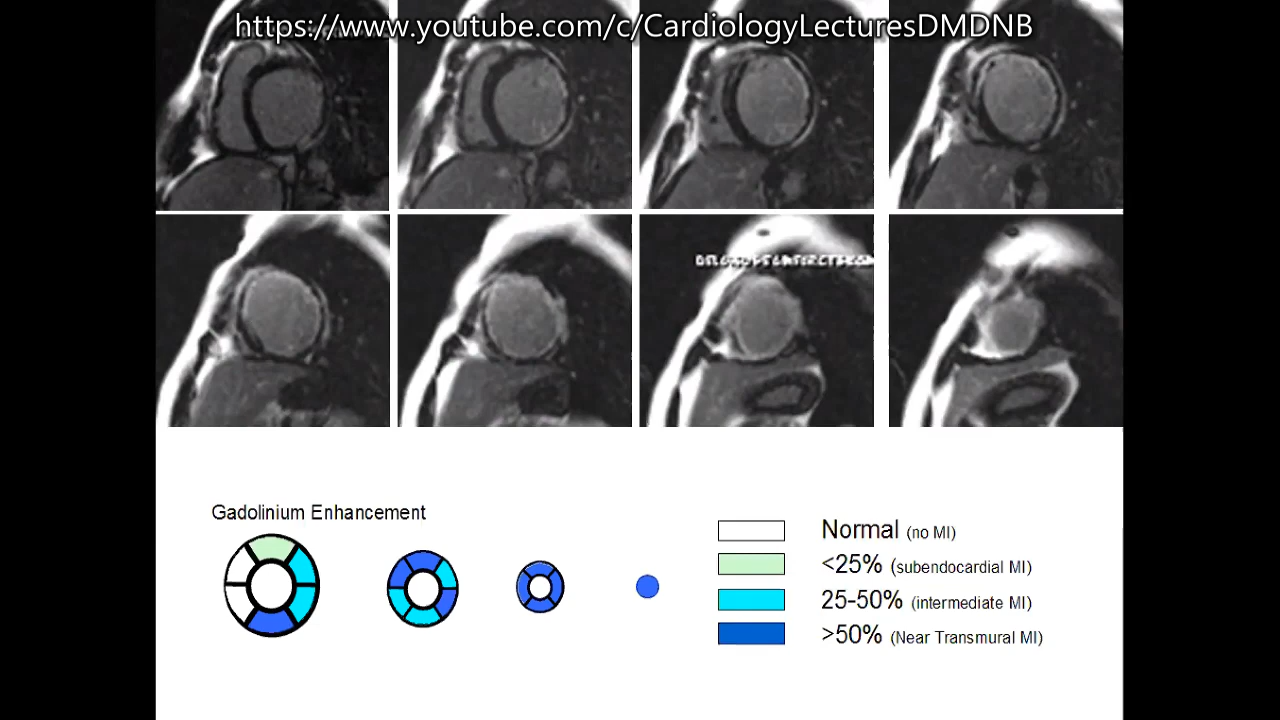 https://www.youtube.com/c/CardiologyLecturesDMDNB
Gadolinium Enhancement
Normal (no MI)
<25% (subendocardial MI)
25-50% (intermediate MI)
>50% (Near Transmural MI)